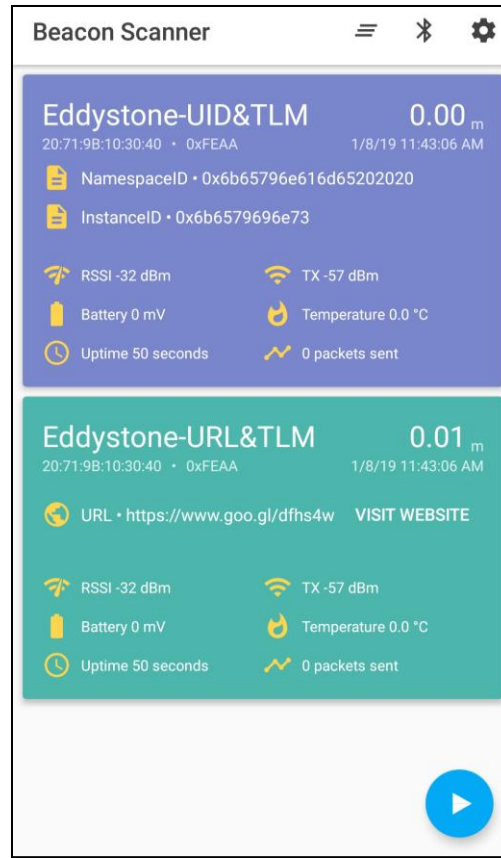 Beacon Scanner
Eddystone-UID&TLM 0.00 m
20:71:9B:10:30:40 • 0xFEAA 1/8/19 11:43:06 AM
NamespaceID • 0x6b65796e616d65202020
InstanceID • 0x6b6579696e73
RSSI -32 dBm TX -57 dBm
Battery 0 mV Temperature 0.0 °C
Uptime 50 seconds 0 packets sent
Eddystone-URL&TLM 0.01 m
20:71:9B:10:30:40 • 0xFEAA 1/8/19 11:43:06 AM
URL • https://www.goo.gl/dfhs4w VISIT WEBSITE
RSSI -32 dBm TX -57 dBm
Battery 0 mV Temperature 0.0 °C
Uptime 50 seconds 0 packets sent